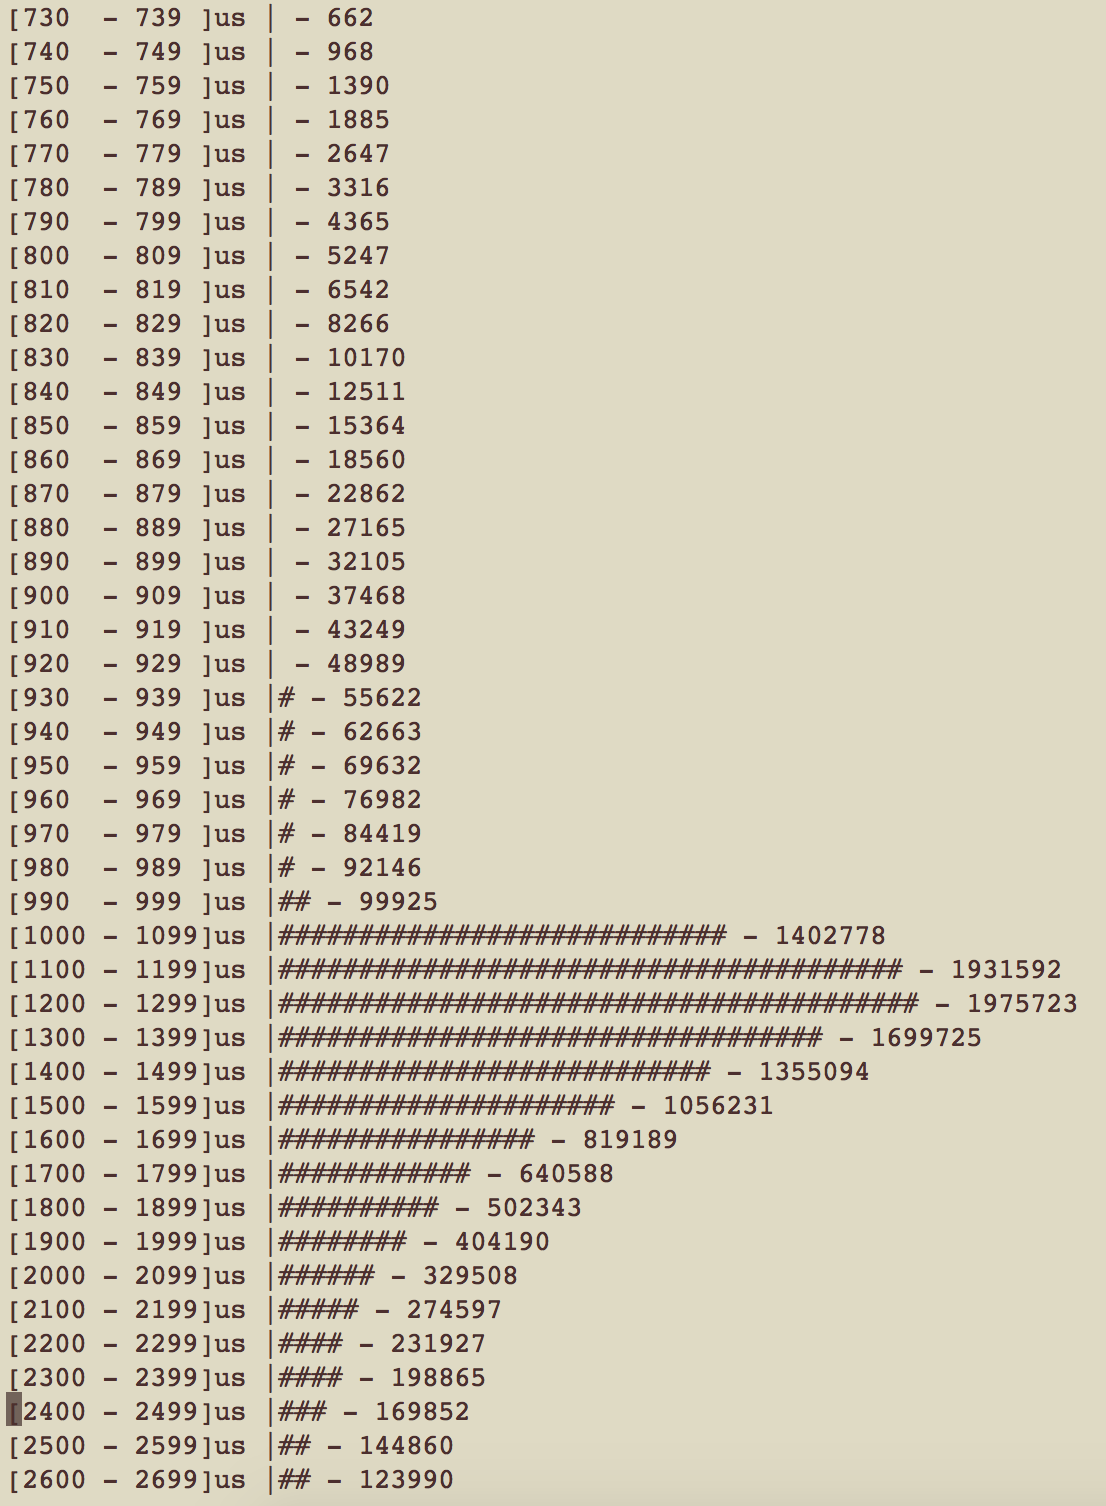 [730  - 739 ]us | - 662
[740  - 749 ]us | - 968
[750  - 759 ]us | - 1390
[760  - 769 ]us | - 1885
[770  - 779 ]us | - 2647
[780  - 789 ]us | - 3316
[790  - 799 ]us | - 4365
[800  - 809 ]us | - 5247
[810  - 819 ]us | - 6542
[820  - 829 ]us | - 8266
[830  - 839 ]us | - 10170
[840  - 849 ]us | - 12511
[850  - 859 ]us | - 15364
[860  - 869 ]us | - 18560
[870  - 879 ]us | - 22862
[880  - 889 ]us | - 27165
[890  - 899 ]us | - 32105
[900  - 909 ]us | - 37468
[910  - 919 ]us | - 43249
[920  - 929 ]us | - 48989
[930  - 939 ]us |# - 55622
[940  - 949 ]us |# - 62663
[950  - 959 ]us |# - 69632
[960  - 969 ]us |# - 76982
[970  - 979 ]us |# - 84419
[980  - 989 ]us |# - 92146
[990  - 999 ]us |## - 99925
[1000 - 1099]us |############################ - 1402778
[1100 - 1199]us |####################################### - 1931592
[1200 - 1299]us |######################################## - 1975723
[1300 - 1399]us |################################## - 1699725
[1400 - 1499]us |########################### - 1355094
[1500 - 1599]us |##################### - 1056231
[1600 - 1699]us |################ - 819189
[1700 - 1799]us |############ - 640588
[1800 - 1899]us |########## - 502343
[1900 - 1999]us |######## - 404190
[2000 - 2099]us |###### - 329508
[2100 - 2199]us |##### - 274597
[2200 - 2299]us |#### - 231927
[2300 - 2399]us |#### - 198865
[2400 - 2499]us |### - 169852
[2500 - 2599]us |## - 144860
[2600 - 2699]us |## - 123990